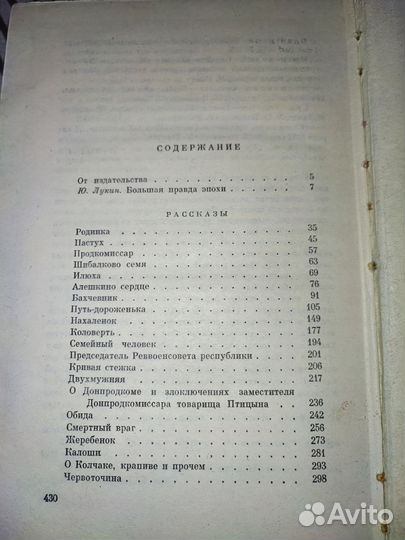 СОДЕРЖАНИЕ
От издательства . . . . . . . . . . . . 5
Ю. Лукин. Большая правда эпохи . . . . . . 7
РАССКАЗЫ
Родинка . . . . . . . . . . . . . . . 35
Пастух . . . . . . . . . . . . . . . 45
Продкомиссар . . . . . . . . . . . . . 57
Шибалково семя . . . . . . . . . . . . 63
Илюха . . . . . . . . . . . . . . . 69
Алешкино сердце . . . . . . . . . . . . 76
Бахчевник . . . . . . . . . . . . . . 91
Путь-дороженька . . . . . . . . . . . . 105
Нахаленок . . . . . . . . . . . . . . 149
Коловерть . . . . . . . . . . . . . . 177
Семейный человек . . . . . . . . . . . 194
Председатель Реввоенсовета республики . . . . 201
Кривая стежка . . . . . . . . . . . . . 206
Двухмужняя . . . . . . . . . . . . . . 217
О Донпродкоме и злоключениях заместителя
Донпродкомиссара товарища Птицына . . . 236
Обида . . . . . . . . . . . . . . . 242
Смертный враг . . . . . . . . . . . . . 256
Жеребенок . . . . . . . . . . . . . . 273
Калоши . . . . . . . . . . . . . . . 281
О Колчаке, крапиве и прочем . . . . . . . 293
Червоточина . . . . . . . . . . . . . . 298
430
Avito